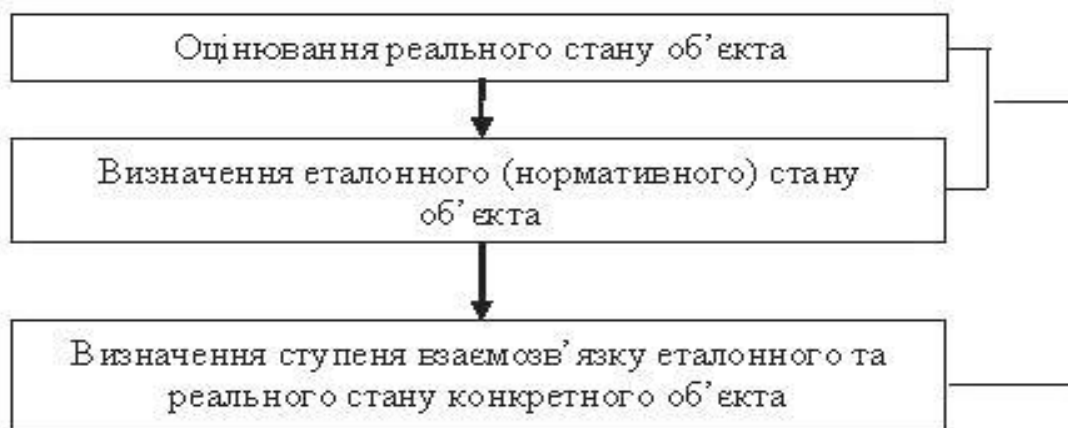 Оцінювання реального стану об’єкта
Визначення еталонного (нормативного) стану
об’єкта
Визначення ступеня взаємозв’язку еталонного та
реального стану конкретного об’єкта